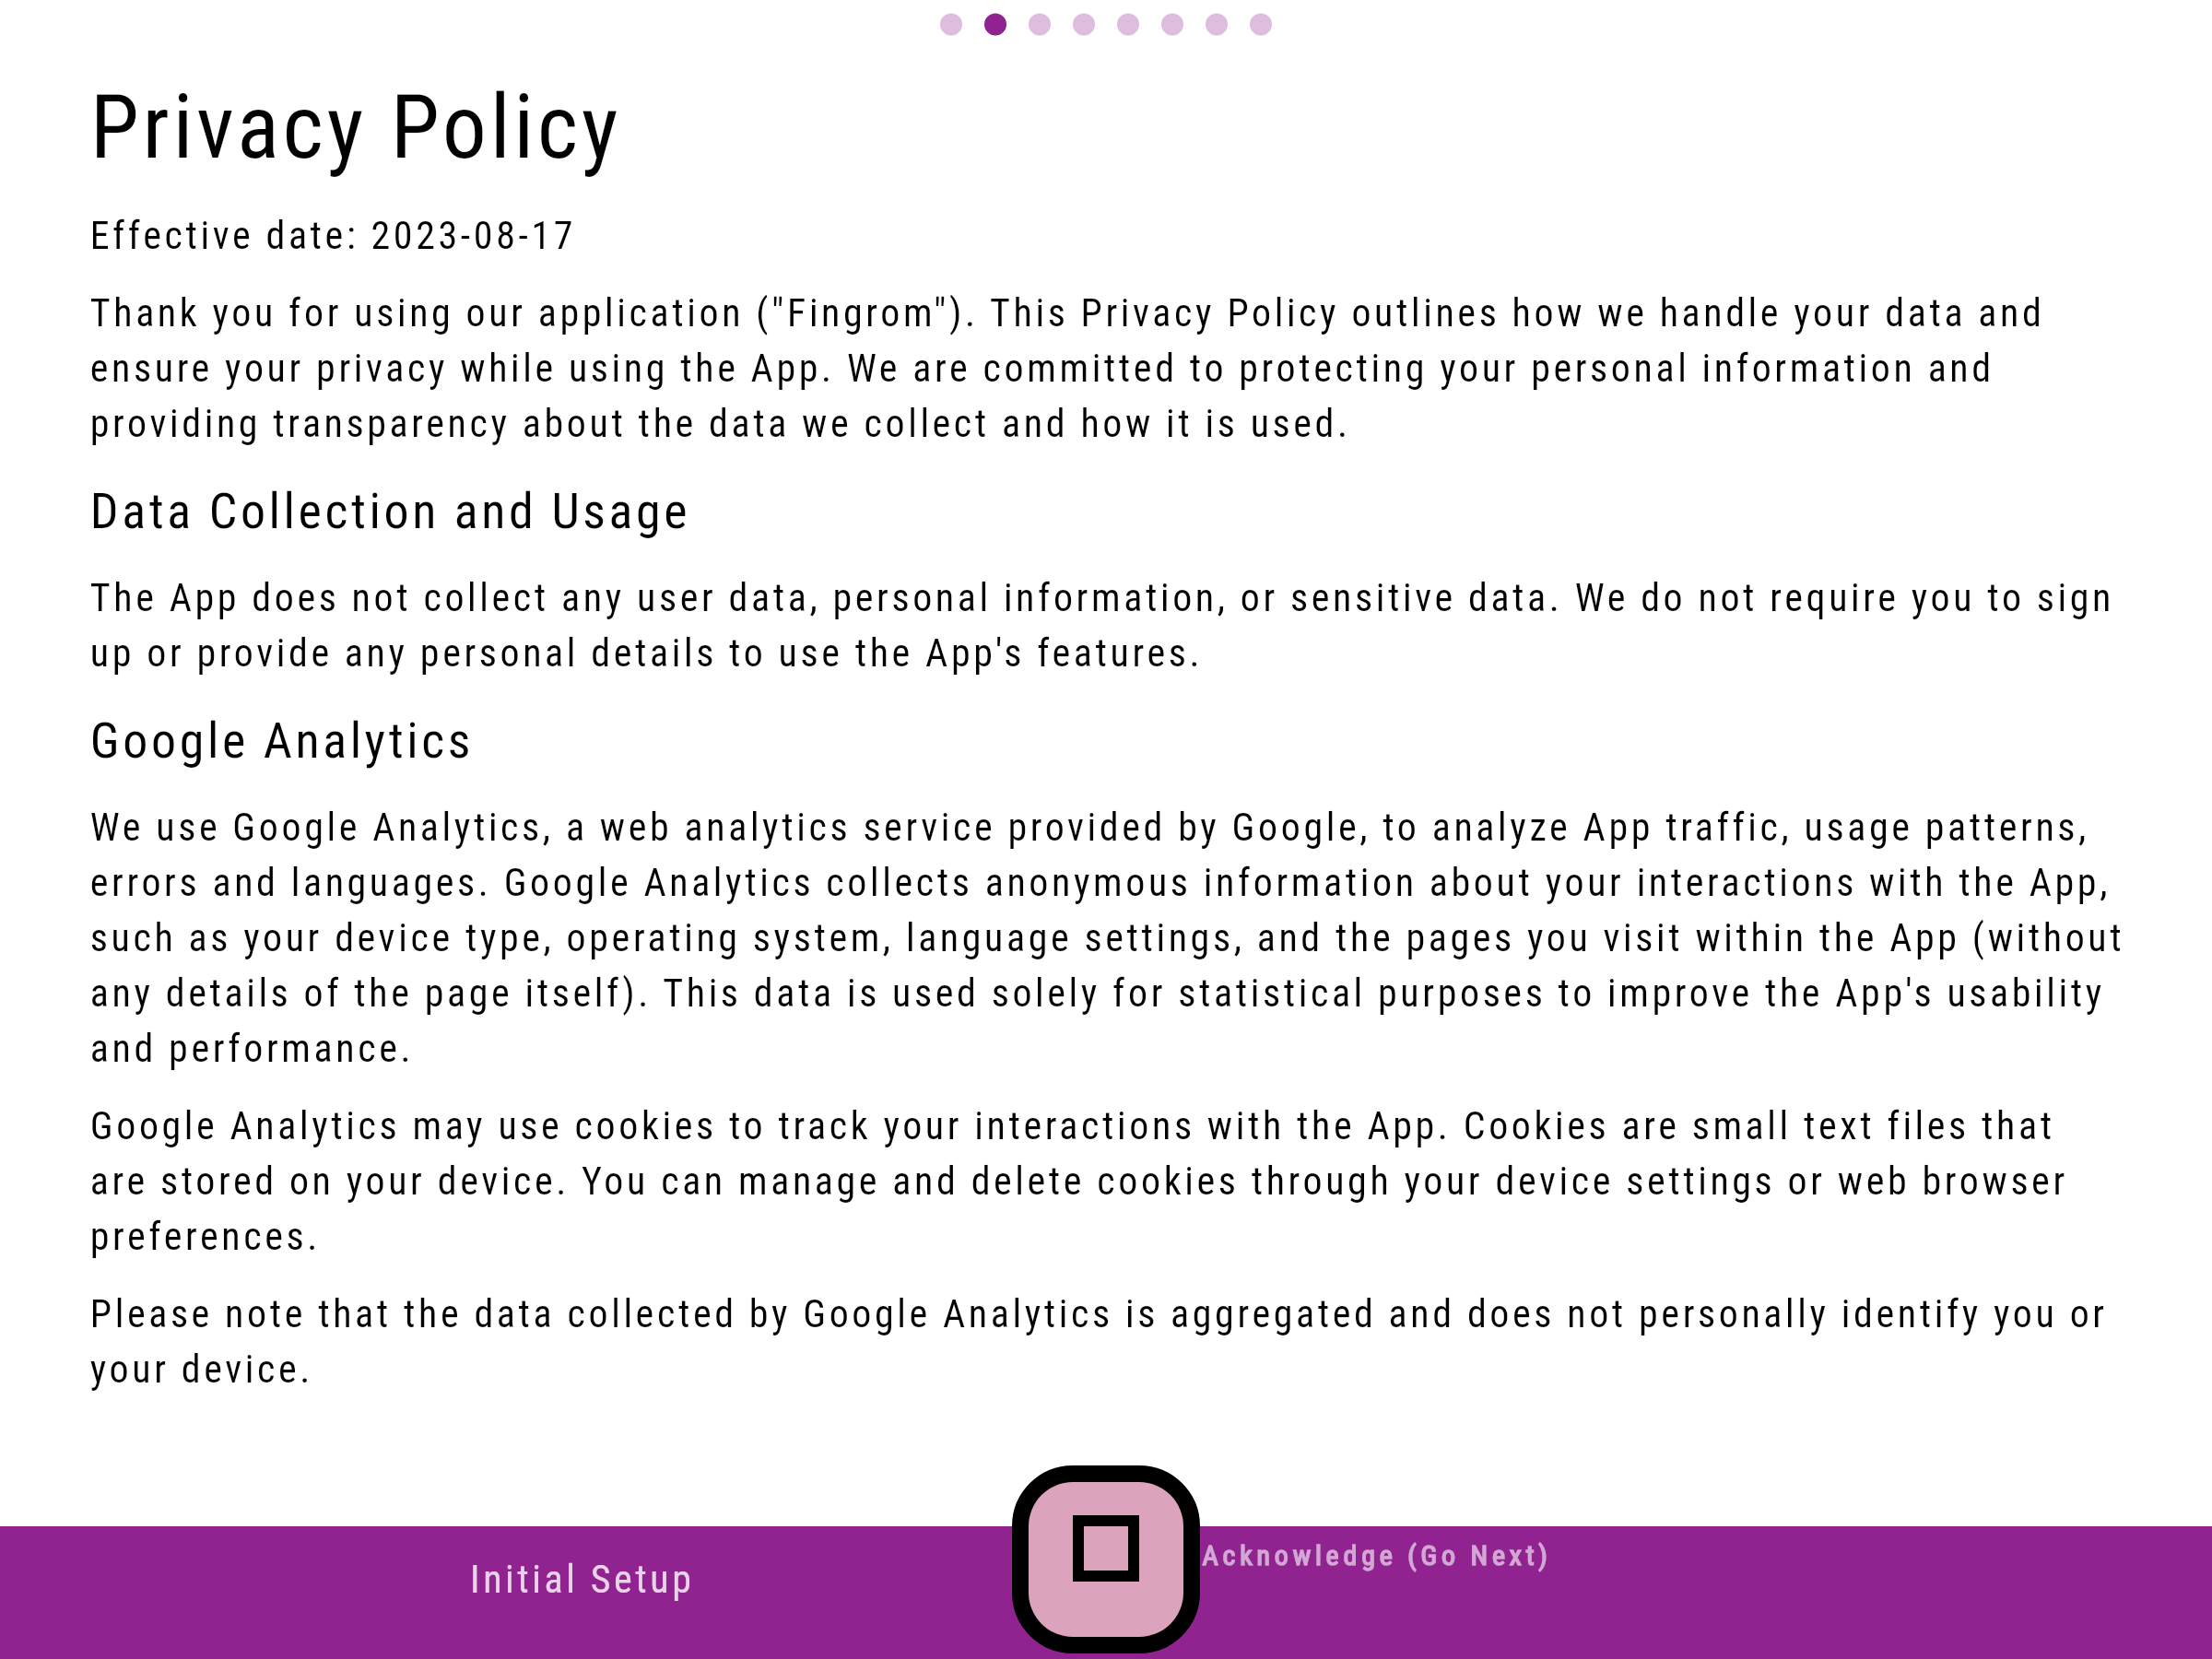 Privacy Policy
Effective date: 2023-08-17
Thank you for using our application ("Fingrom"). This Privacy Policy outlines how we handle your data and
ensure your privacy while using the App. We are committed to protecting your personal information and
providing transparency about the data we collect and how it is used.
Data Collection and Usage
The App does not collect any user data, personal information, or sensitive data. We do not require you to sign
up or provide any personal details to use the App's features.
Google Analytics
We use Google Analytics, a web analytics service provided by Google, to analyze App traffic, usage patterns,
errors and languages. Google Analytics collects anonymous information about your interactions with the App,
such as your device type, operating system, language settings, and the pages you visit within the App (without
any details of the page itself). This data is used solely for statistical purposes to improve the App's usability
and performance.
Google Analytics may use cookies to track your interactions with the App. Cookies are small text files that
are stored on your device. You can manage and delete cookies through your device settings or web browser
preferences.
Please note that the data collected by Google Analytics is aggregated and does not personally identify you or
your device.
Initial Setup
Acknowledge (Go Next)